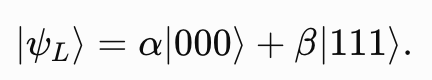 |ψ_L⟩ = α|000⟩ + β|111⟩.